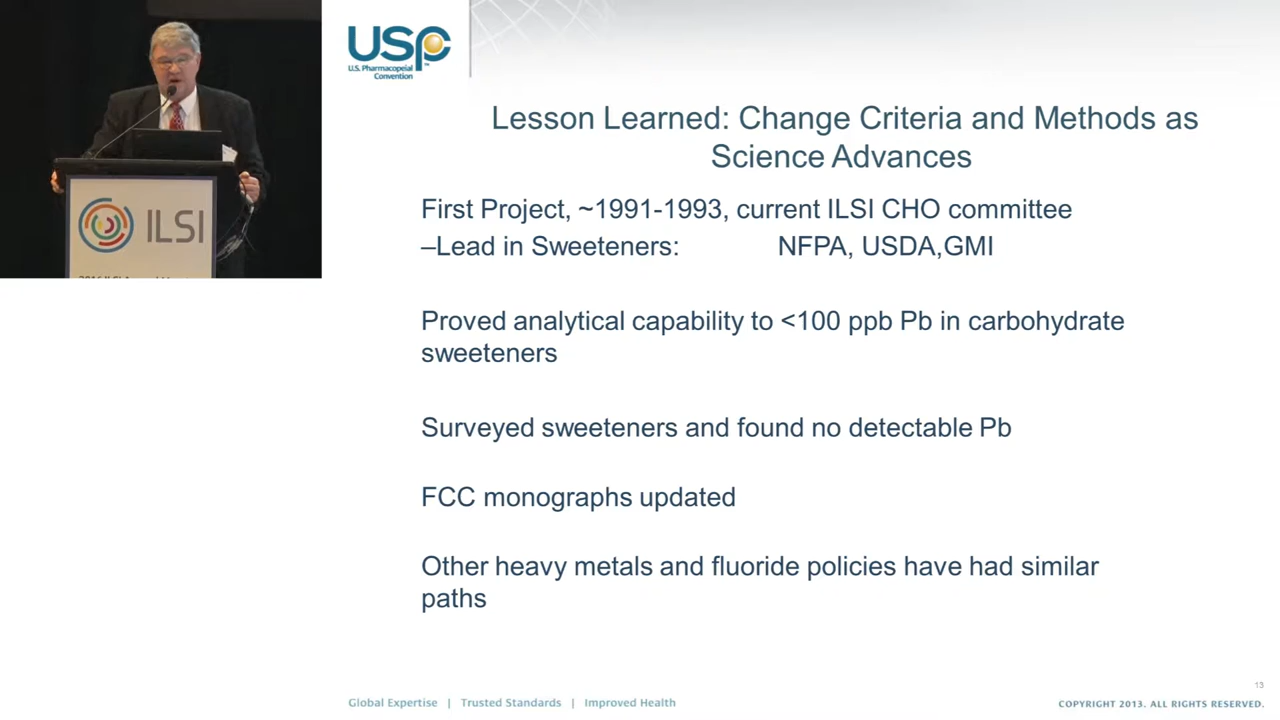 USP™
U.S. Pharmacopeial
Convention
ILSI
Lesson Learned: Change Criteria and Methods as
Science Advances
First Project, ~1991-1993, current ILSI CHO committee
–Lead in Sweeteners: NFPA, USDA,GMI
Proved analytical capability to <100 ppb Pb in carbohydrate
sweeteners
Surveyed sweeteners and found no detectable Pb
FCC monographs updated
Other heavy metals and fluoride policies have had similar
paths
13
Global Expertise | Trusted Standards | Improved Health
COPYRIGHT 2013. ALL RIGHTS RESERVED.